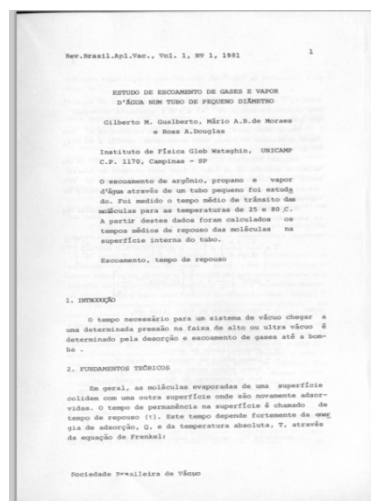 Rev.Brasil.Apl.Vac., Vol. 1, Nº 1, 1981
1
ESTUDO DE ESCOAMENTO DE GASES E VAPOR
D'ÁGUA NUM TUBO DE PEQUENO DIÂMETRO
Gilberto M. Gualberto, Mário A.B.de Moraes
e Ross A.Douglas
Instituto de Física Gleb Wataghin, UNICAMP
C.P. 1170, Campinas - SP
O escoamento de argônio, propano e vapor
d'água através de um tubo pequeno foi estuda
do. Foi medido o tempo médio de trânsito das
moléculas para as temperaturas de 25 e 80 C.
A partir destes dados foram calculados os
tempos médios de repouso das moléculas na
superfície interna do tubo.
Escoamento, tempo de repouso
1. INTRODUÇÃO
O tempo necessário para um sistema de vácuo chegar a
uma determinada pressão na faixa de alto ou ultra vácuo é
determinado pela desorção e escoamento de gases até a bom-
ba .
2. FUNDAMENTOS TEÓRICOS
Em geral, as moléculas evaporadas de uma superfície
colidem com uma outra superfície onde são novamente adsor-
vidas. O tempo de permanência na superfície é chamado de
tempo de repouso (τ). Este tempo depende fortemente da ener
gia de adsorção, Q, e da temperatura absoluta, T, através
da equação de Frenkel:
Sociedade Brasileira de Vácuo